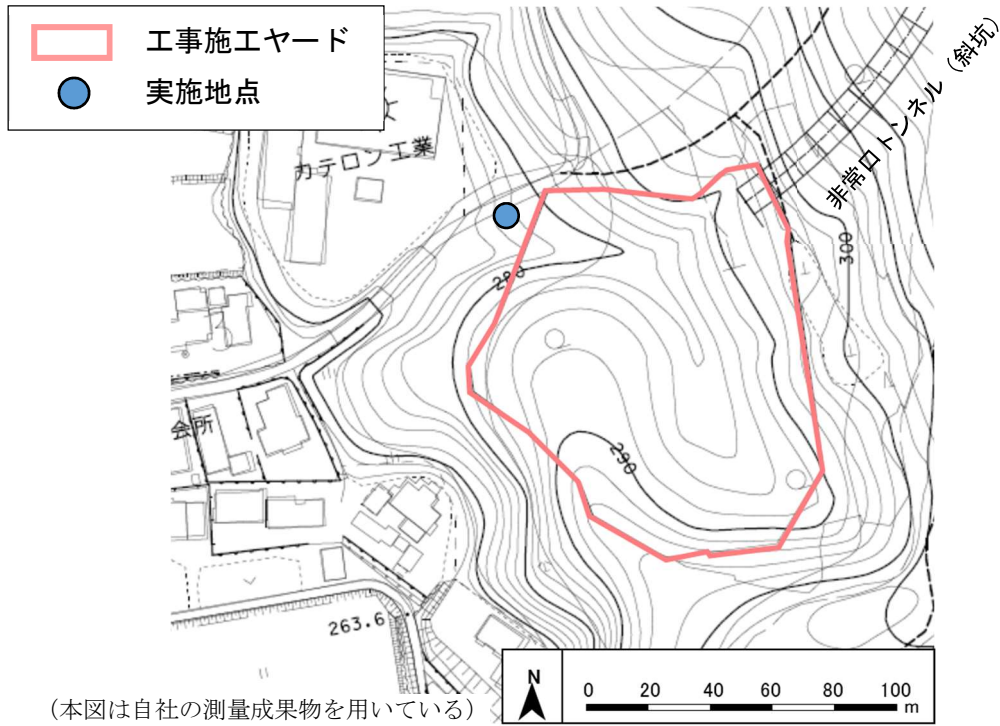 工事施工ヤード
実施地点
カテロン工業
非常口トンネル（斜坑）
280
300
290
会所
263.6
N
0 20 40 60 80 100
m
（本図は自社の測量成果物を用いている）